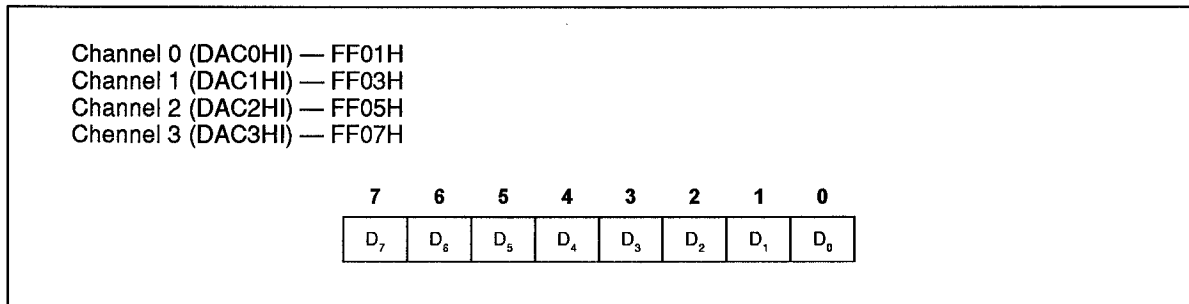 Channel 0 (DAC0HI) — FF01H
Channel 1 (DAC1HI) — FF03H
Channel 2 (DAC2HI) — FF05H
Chennel 3 (DAC3HI) — FF07H
7 6 5 4 3 2 1 0
D₇ D₆ D₅ D₄ D₃ D₂ D₁ D₀